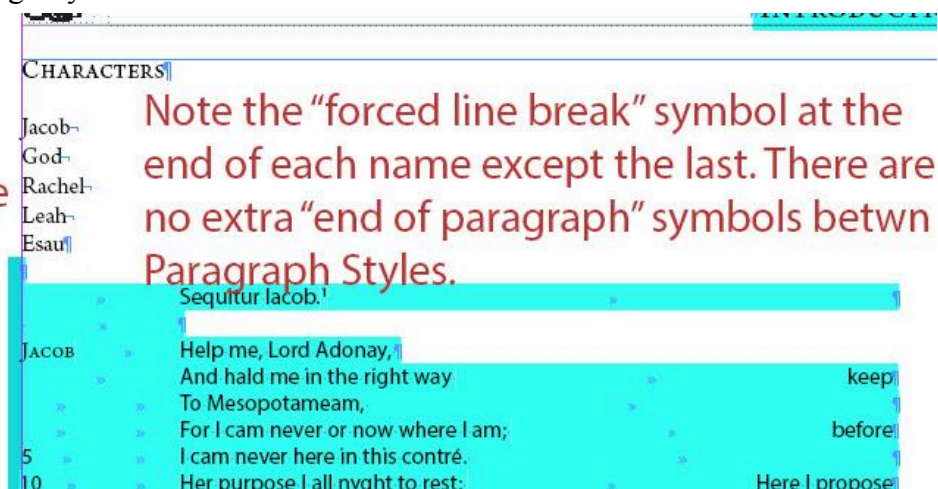 CHARACTERS¶
Note the “forced line break” symbol at the
Jacob¬
God¬
end of each name except the last. There are
Rachel¬
Leah¬
no extra “end of paragraph” symbols betwn
Esau¶
¶
Paragraph Styles.
» Sequitur Iacob.¹ » ¶
» ¶
JACOB » Help me, Lord Adonay,¶
» And hald me in the right way » keep¶
» » To Mesopotameam, » ¶
» » For I cam never or now where I am; » before¶
5 » » I cam never here in this contré. » ¶
10 » » Her purpose I all nyght to rest; » Here I propose¶